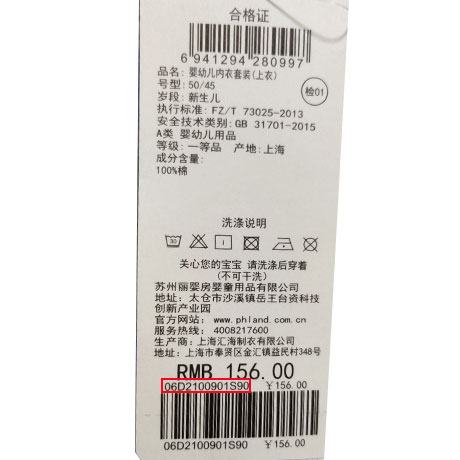 合格证
6 941294 280997
品名: 婴幼儿内衣套装(上衣)
号型: 50/45
岁段: 新生儿
检01
执行标准: FZ/T 73025-2013
安全技术类别: GB 31701-2015
A类 婴幼儿用品
等级: 一等品 产地: 上海
成分含量:
100%棉
洗涤说明
30
关心您的宝宝 请洗涤后穿着
(不可干洗)
苏州丽婴房婴童用品有限公司
地址: 太仓市沙溪镇岳王台资科技
创新产业园
官方网站: www.phland.com.cn
服务热线: 4008217600
生产商: 上海汇海制衣有限公司
地址: 上海市奉贤区金汇镇益民村348号
RMB 156.00
06D2100901S90 ￥156.00
06D2100901S90 ￥156.00